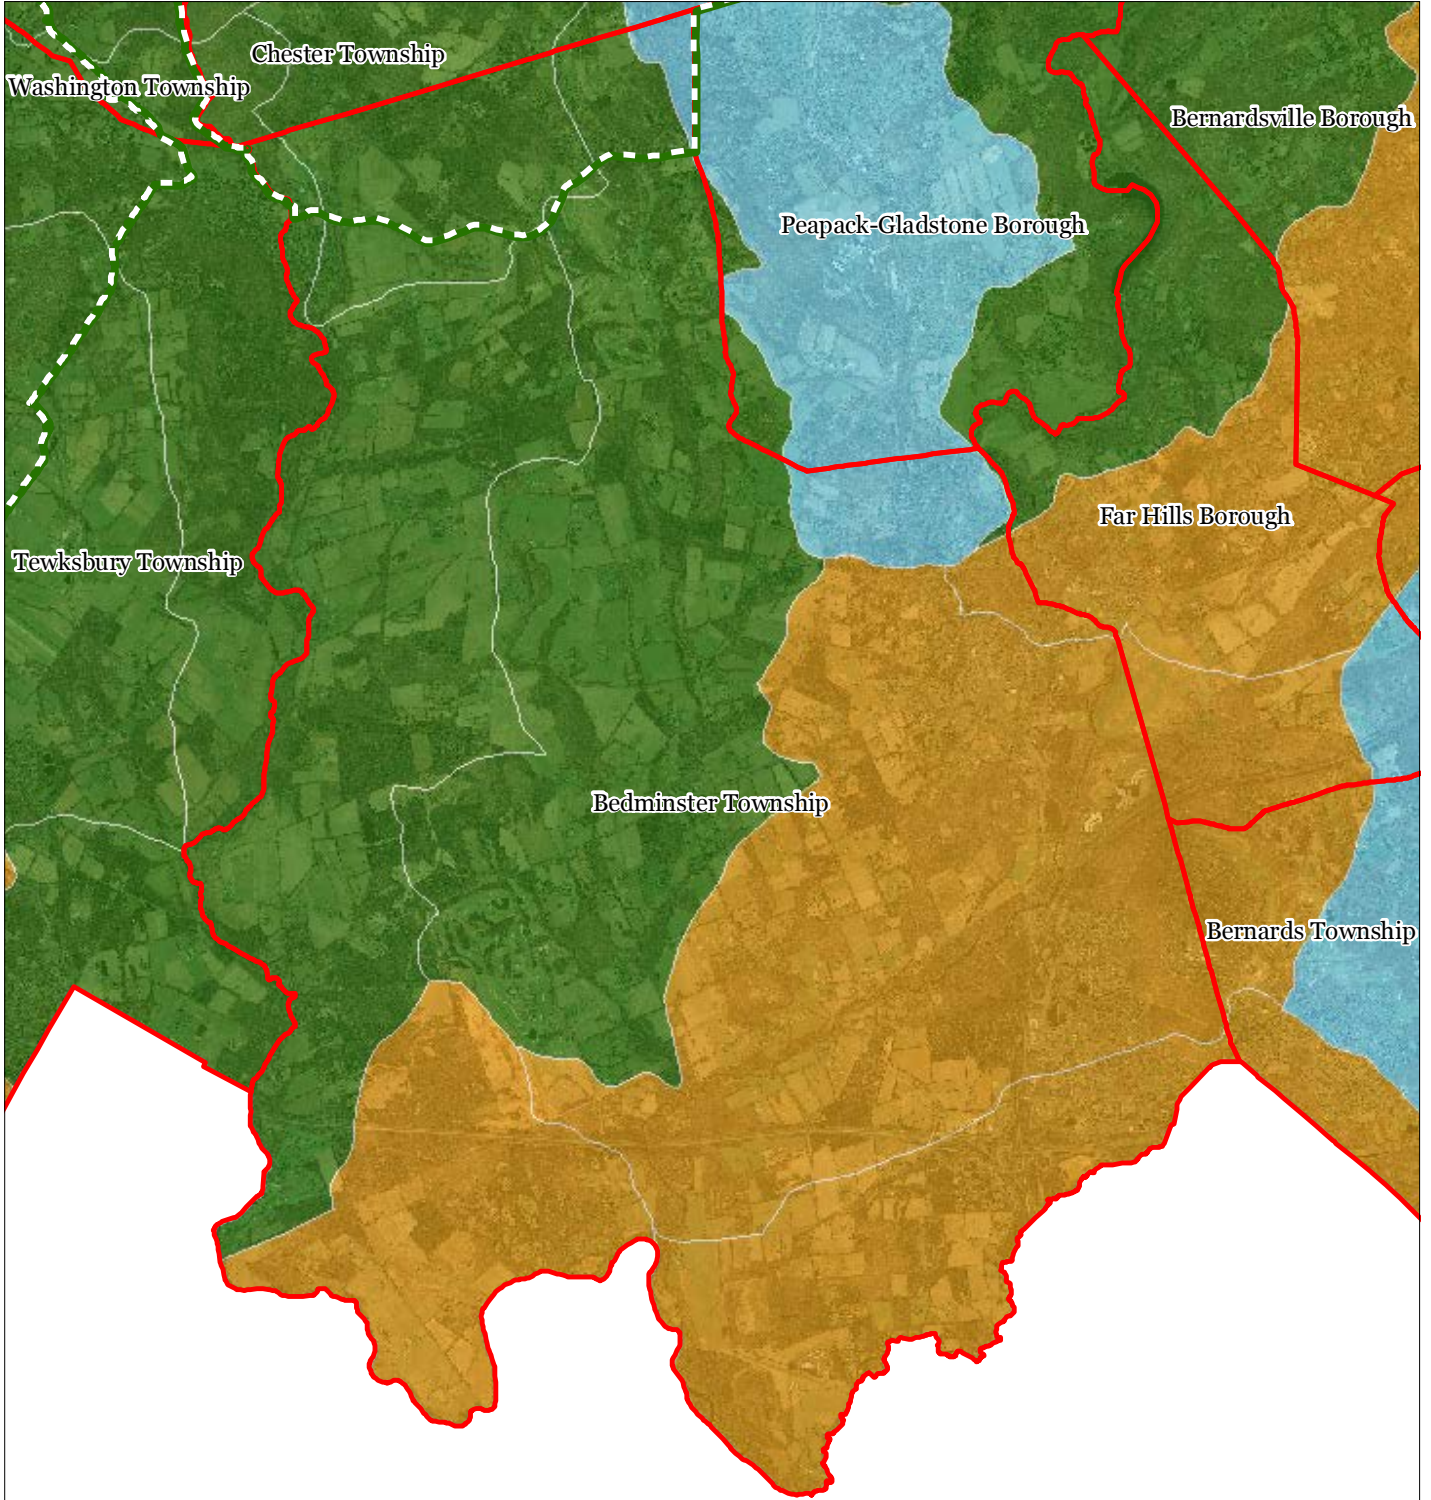 Chester Township
Washington Township
Bernardsville Borough
Peapack-Gladstone Borough
Far Hills Borough
Tewksbury Township
Bedminster Township
Bernards Township